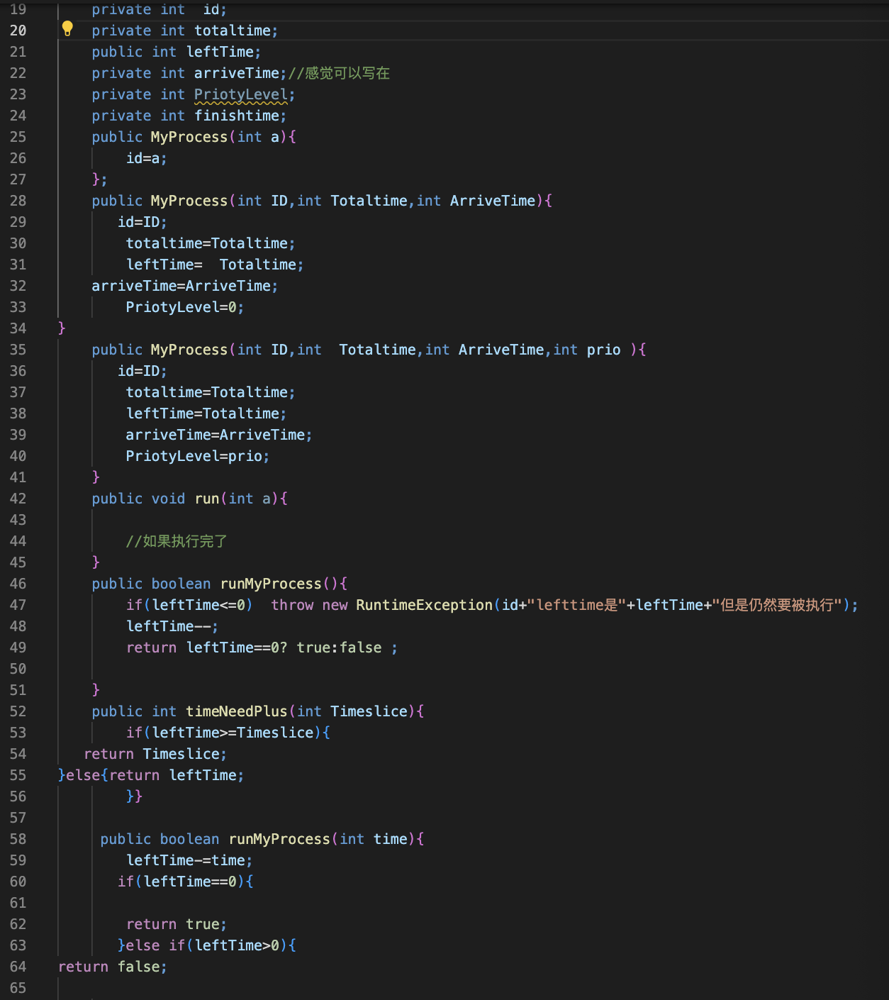 19 private int  id;
20 private int totaltime;
21 public int leftTime;
22 private int arriveTime;//感觉可以写在
23 private int PriotyLevel;
24 private int finishtime;
25 public MyProcess(int a){
26 id=a;
27 };
28 public MyProcess(int ID,int Totaltime,int ArriveTime){
29 id=ID;
30 totaltime=Totaltime;
31 leftTime=  Totaltime;
32 arriveTime=ArriveTime;
33 PriotyLevel=0;
34 }
35 public MyProcess(int ID,int  Totaltime,int ArriveTime,int prio ){
36 id=ID;
37 totaltime=Totaltime;
38 leftTime=Totaltime;
39 arriveTime=ArriveTime;
40 PriotyLevel=prio;
41 }
42 public void run(int a){
43
44 //如果执行完了
45 }
46 public boolean runMyProcess(){
47 if(leftTime<=0)  throw new RuntimeException(id+"lefttime是"+leftTime+"但是仍然要被执行");
48 leftTime--;
49 return leftTime==0? true:false ;
50
51 }
52 public int timeNeedPlus(int Timeslice){
53 if(leftTime>=Timeslice){
54 return Timeslice;
55 }else{return leftTime;
56 }}
57
58 public boolean runMyProcess(int time){
59 leftTime-=time;
60 if(leftTime==0){
61
62 return true;
63 }else if(leftTime>0){
64 return false;
65